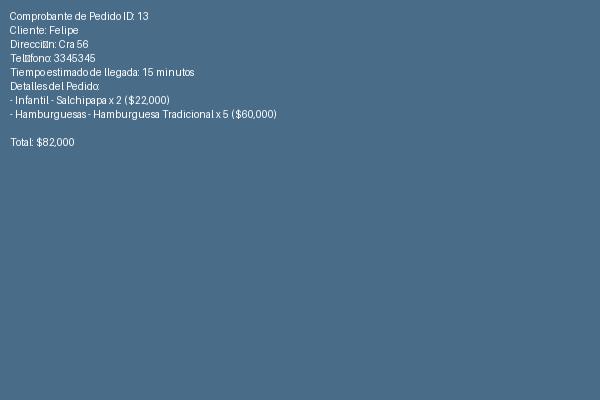 Comprobante de Pedido ID: 13
Cliente: Felipe
Direcci□n: Cra 56
Tel□fono: 3345345
Tiempo estimado de llegada: 15 minutos
Detalles del Pedido:
- Infantil - Salchipapa x 2 ($22,000)
- Hamburguesas - Hamburguesa Tradicional x 5 ($60,000)
Total: $82,000